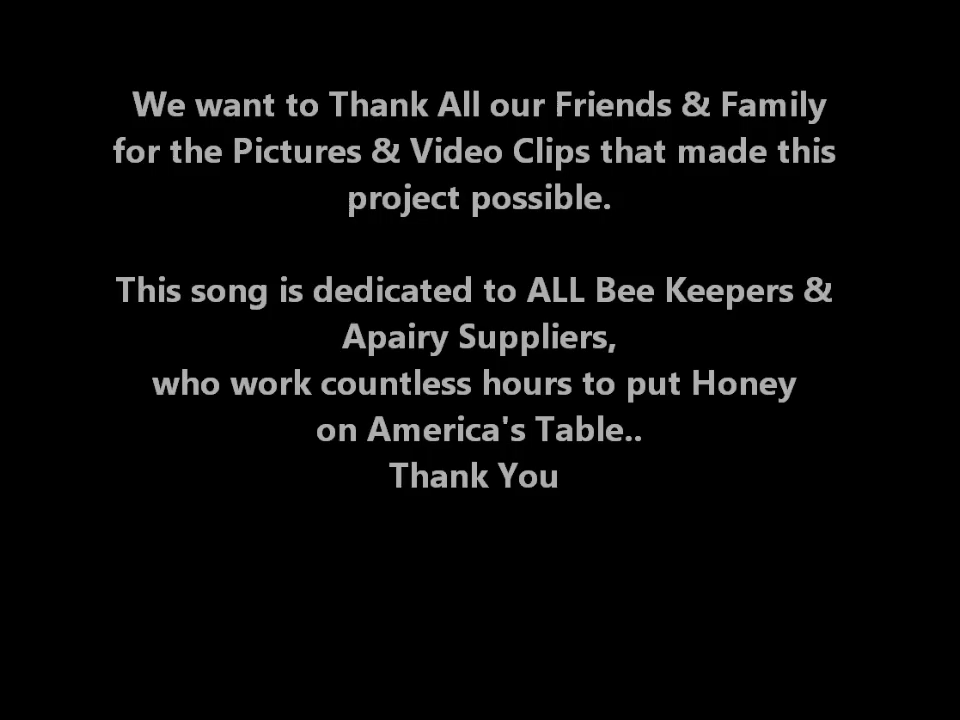 We want to Thank All our Friends & Family
for the Pictures & Video Clips that made this
project possible.
This song is dedicated to ALL Bee Keepers &
Apairy Suppliers,
who work countless hours to put Honey
on America's Table..
Thank You